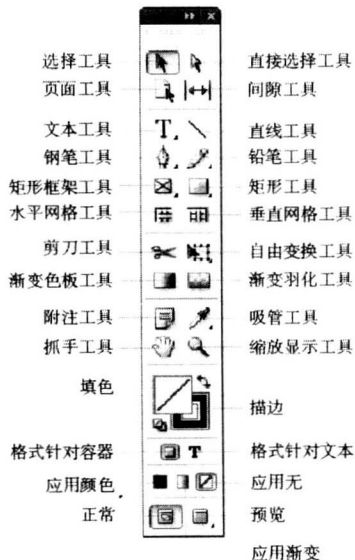 选择工具 直接选择工具
页面工具 间隙工具
文本工具 直线工具
钢笔工具 铅笔工具
矩形框架工具 矩形工具
水平网格工具 垂直网格工具
剪刀工具 自由变换工具
渐变色板工具 渐变羽化工具
附注工具 吸管工具
抓手工具 缩放显示工具
填色
描边
格式针对容器 格式针对文本
应用颜色 应用无
正常 预览
应用渐变